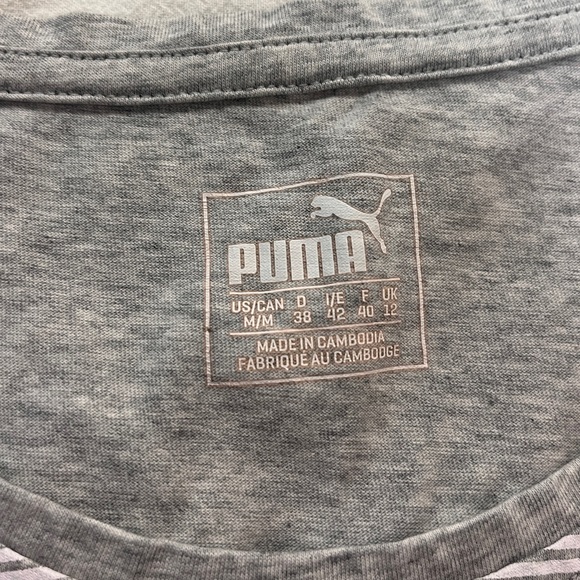 PUMA
US/CAN D I/E F UK
M/M 38 42 40 12
MADE IN CAMBODIA
FABRIQUÉ AU CAMBODGE